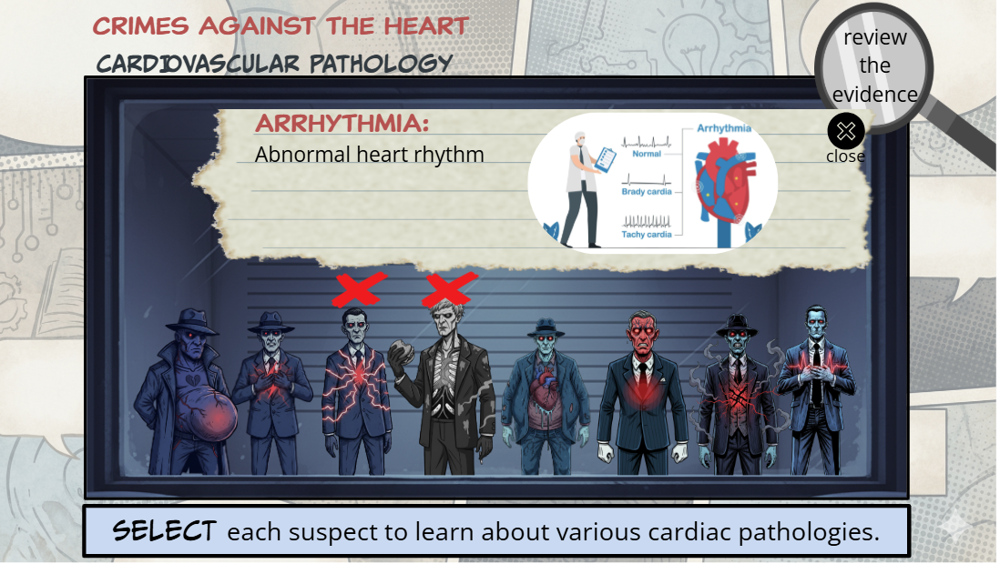 CRIMES AGAINST THE HEART
CARDIOVASCULAR PATHOLOGY
review
the
evidence
ARRHYTHMIA:
Abnormal heart rhythm
Arrhythmia
Normal
Brady cardia
Tachy cardia
close
SELECT each suspect to learn about various cardiac pathologies.